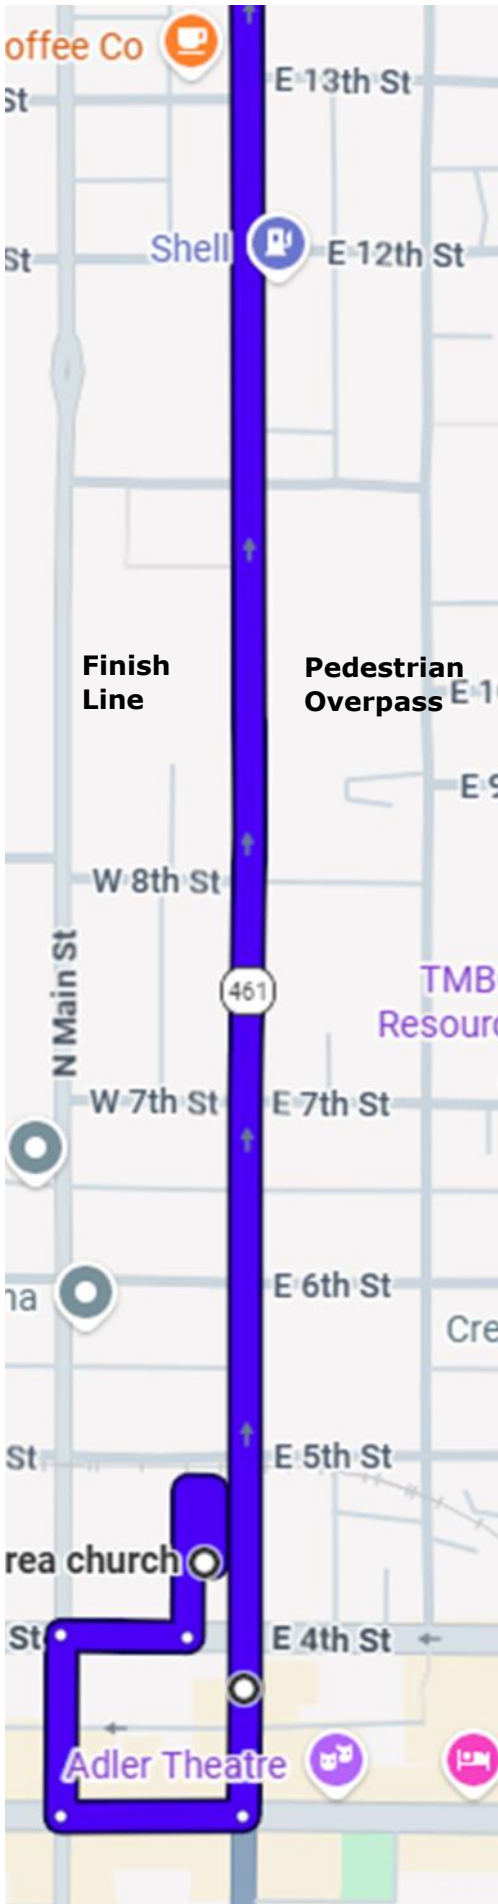 offee Co
E 13th St
St
Shell
E 12th St
St
Finish
Line
Pedestrian
Overpass
E 1
E 9
W 8th St
N Main St
461
TMB
Resour
W 7th St
E 7th St
na
E 6th St
Cre
St
E 5th St
rea church
St
E 4th St
Adler Theatre